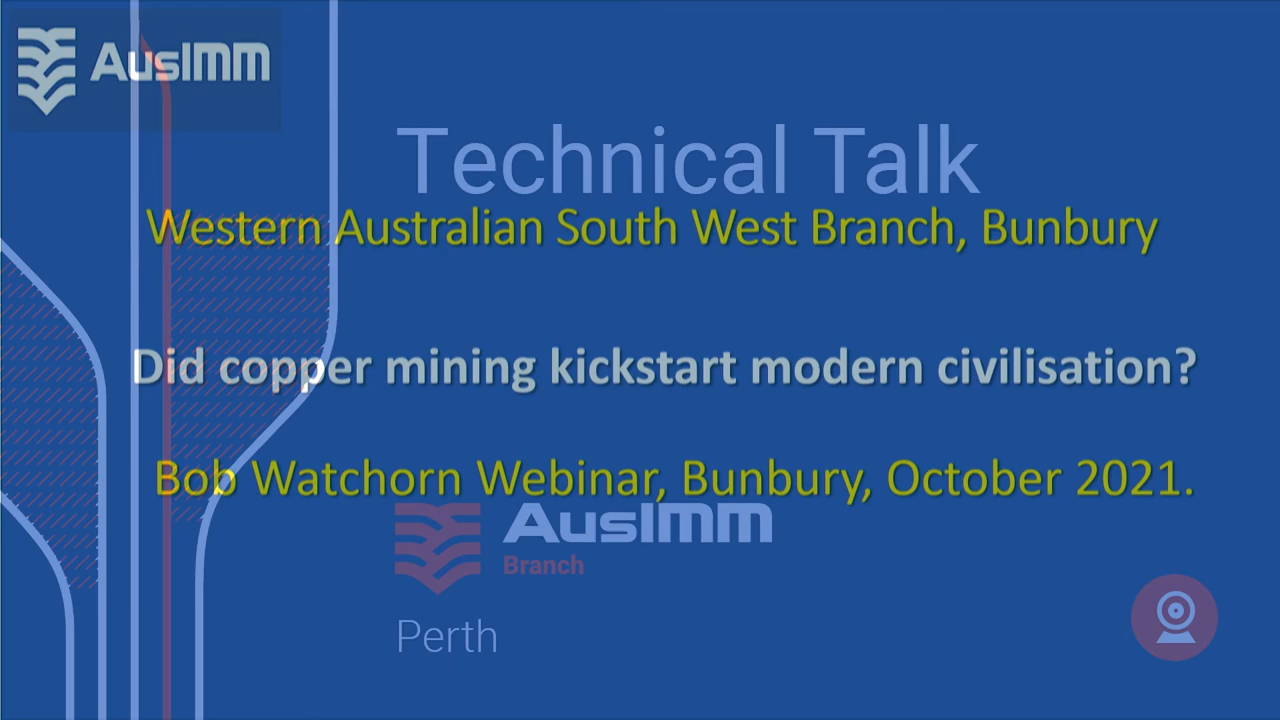 AusIMM
Technical Talk
Western Australian South West Branch, Bunbury
Did copper mining kickstart modern civilisation?
Bob Watchorn Webinar, Bunbury, October 2021.
AusIMM
Branch
Perth